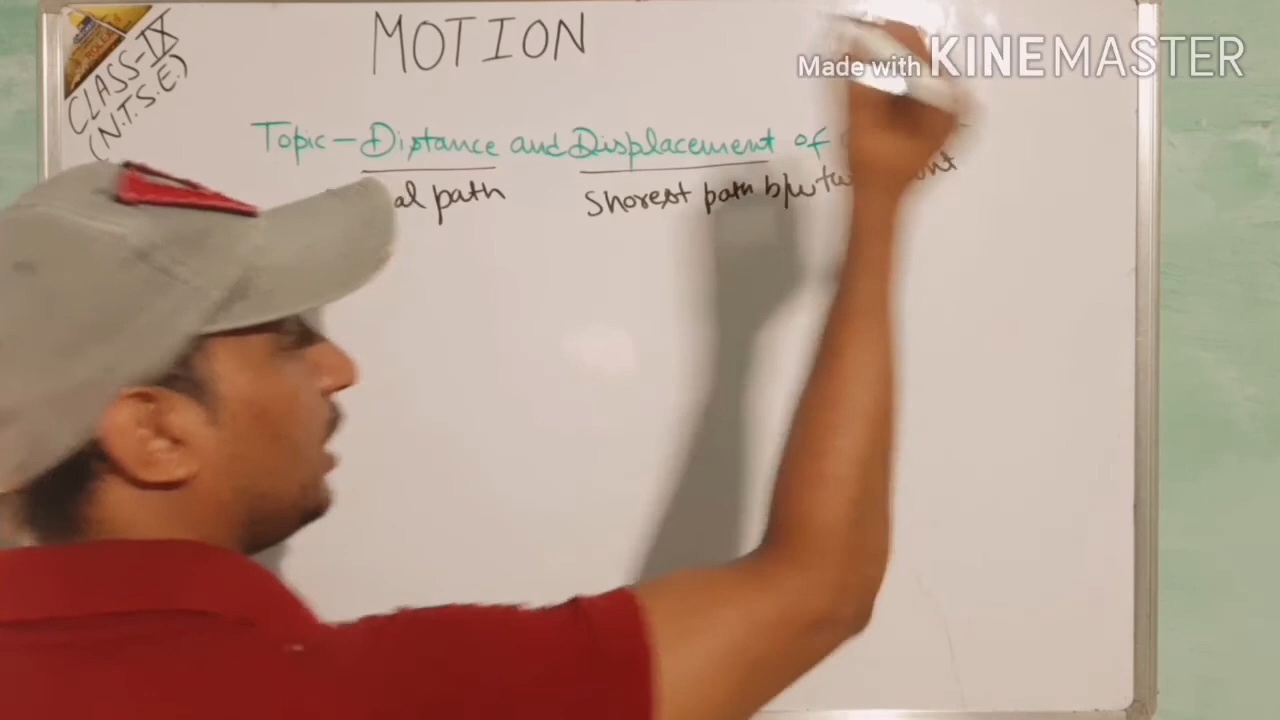 MOTION
Made with KINEMASTER
CLASS-IX
(N.T.S.E.)
Topic - Distance and Displacement of
al path
Shorest path b/w